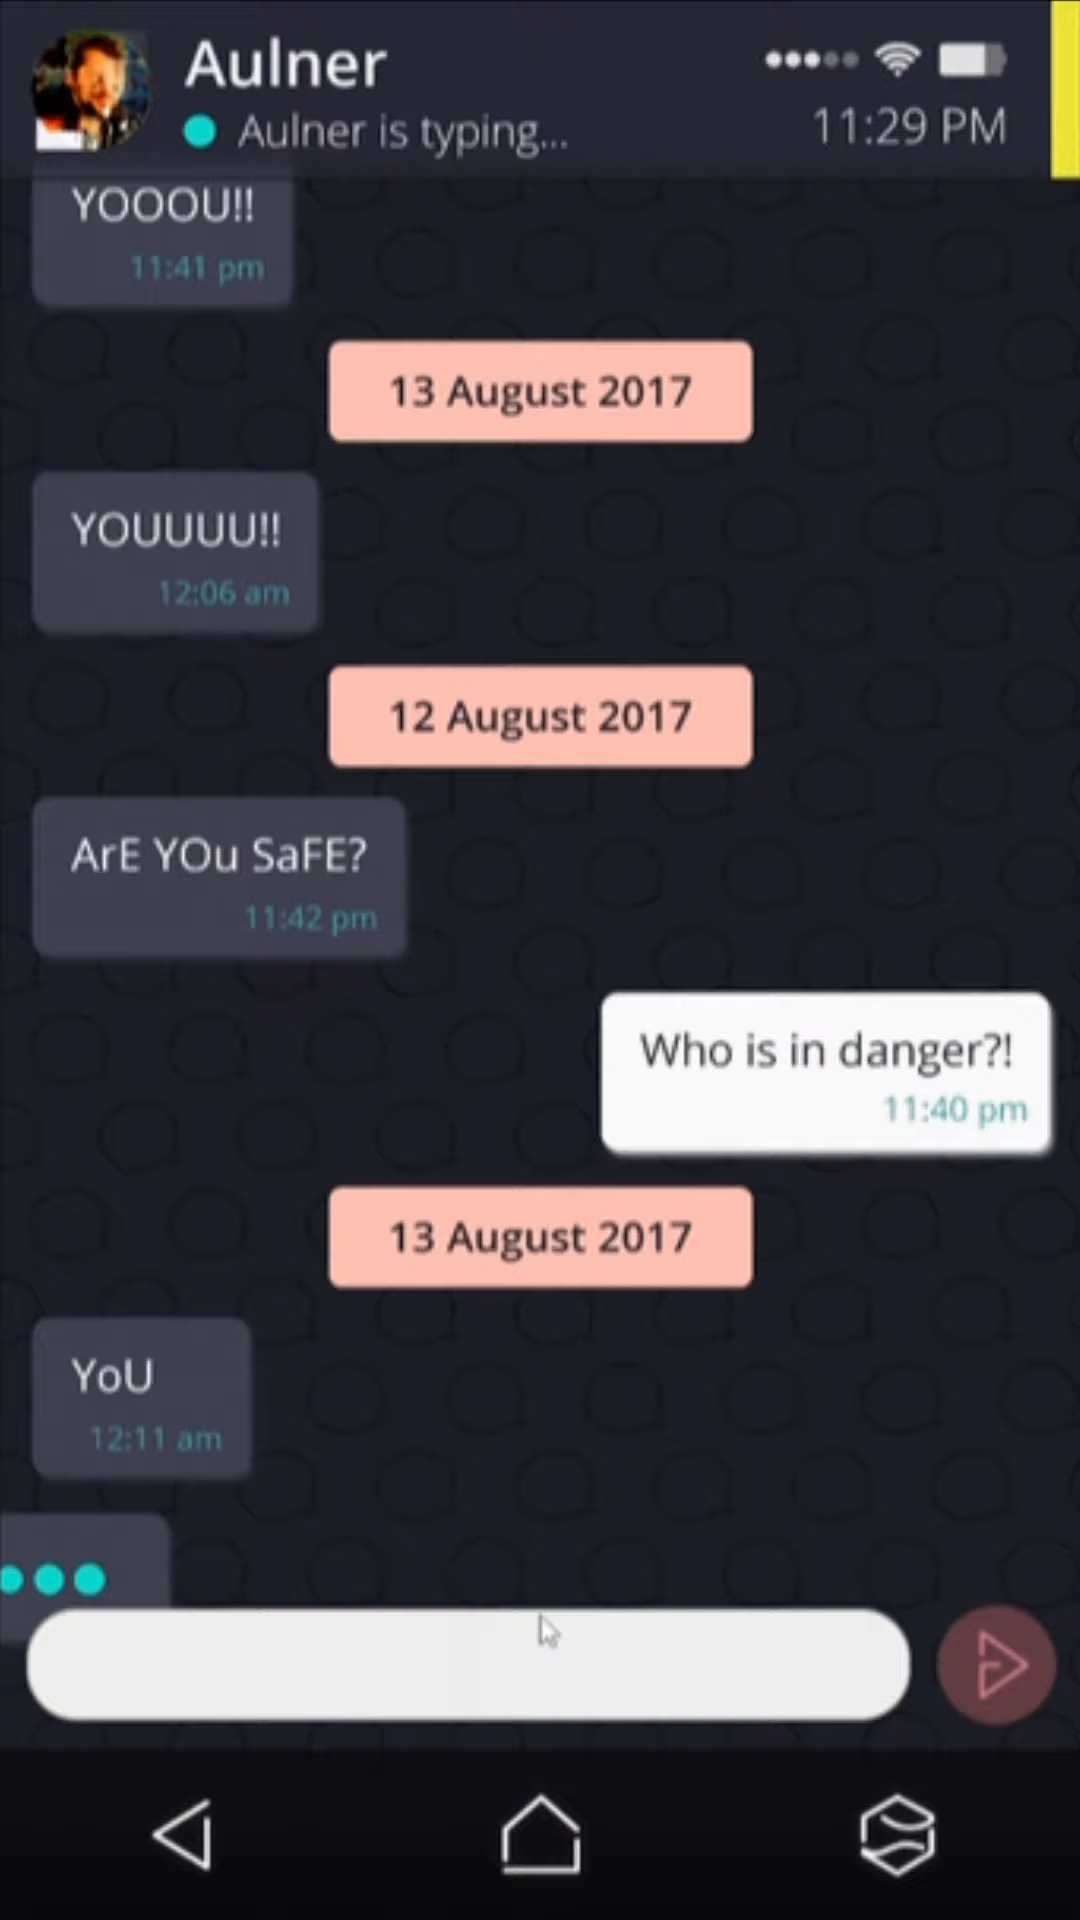 Aulner
Aulner is typing...
11:29 PM
YOOOU!!
11:41 pm
13 August 2017
YOUUUU!!
12:06 am
12 August 2017
ArE YOu SaFE?
11:42 pm
Who is in danger?!
11:40 pm
13 August 2017
YoU
12:11 am